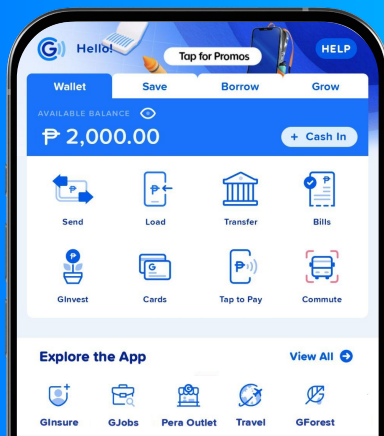 G Hello!
Tap for Promos
HELP
Wallet Save Borrow Grow
AVAILABLE BALANCE
₱ 2,000.00
+ Cash In
Send Load Transfer Bills
GInvest Cards Tap to Pay Commute
Explore the App
View All
GInsure GJobs Pera Outlet Travel GForest